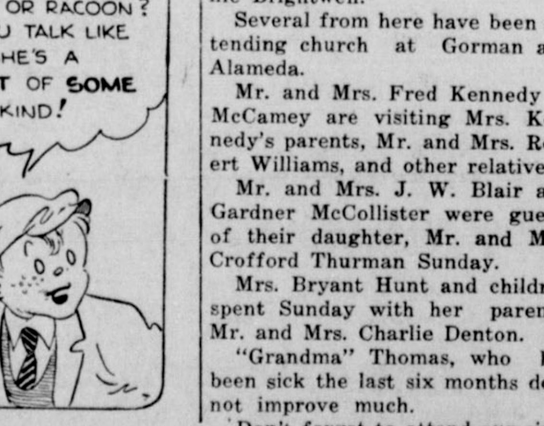 OR RACOON?
TALK LIKE
HE'S A
OF SOME
KIND!
Several from here have been
tending church at Gorman
Alameda.
Mr. and Mrs. Fred Kennedy
McCamey are visiting Mrs.
nedy's parents, Mr. and Mrs.
ert Williams, and other relative
Mr. and Mrs. J. W. Blair
Gardner McCollister were
of their daughter, Mr. and
Crofford Thurman Sunday.
Mrs. Bryant Hunt and
spent Sunday with her
Mr. and Mrs. Charlie Denton.
"Grandma" Thomas, who
been sick the last six months
not improve much.